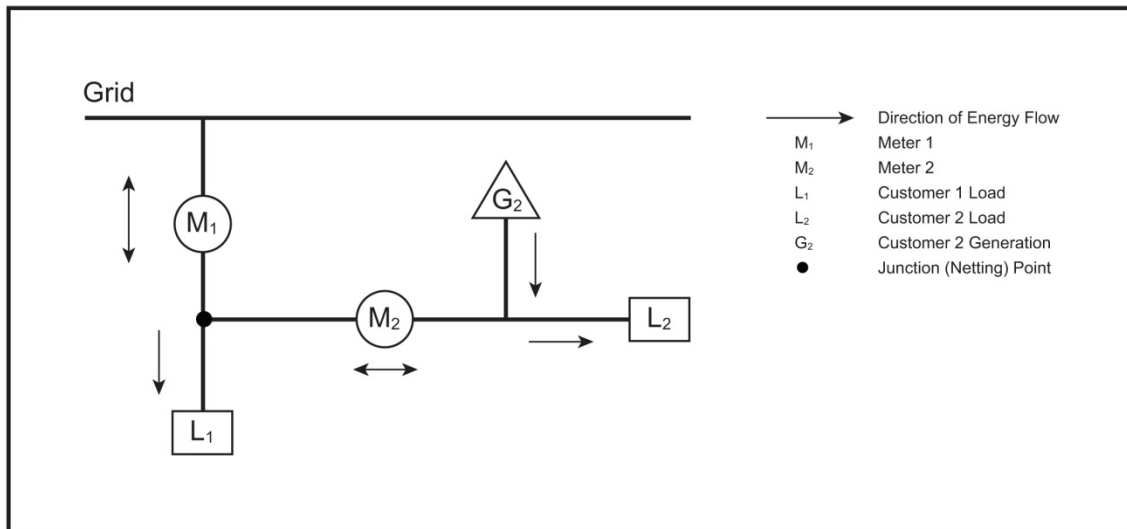 Grid
M₁
G₂
M₂
L₂
L₁
Direction of Energy Flow
M₁ Meter 1
M₂ Meter 2
L₁ Customer 1 Load
L₂ Customer 2 Load
G₂ Customer 2 Generation
Junction (Netting) Point